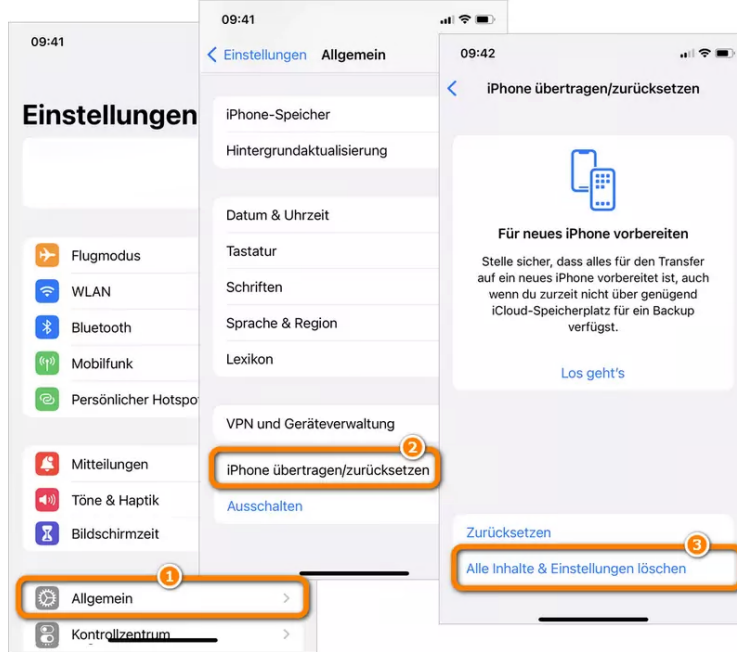 09:41
Einstellungen
Flugmodus
WLAN
Bluetooth
Mobilfunk
Persönlicher Hotspo
Mitteilungen
Töne & Haptik
Bildschirmzeit
1
Allgemein
Kontrollzentrum
09:41
Einstellungen Allgemein
iPhone-Speicher
Hintergrundaktualisierung
Datum & Uhrzeit
Tastatur
Schriften
Sprache & Region
Lexikon
VPN und Geräteverwaltung
2
iPhone übertragen/zurücksetzen
Ausschalten
09:42
iPhone übertragen/zurücksetzen
Für neues iPhone vorbereiten
Stelle sicher, dass alles für den Transfer
auf ein neues iPhone vorbereitet ist, auch
wenn du zurzeit nicht über genügend
iCloud-Speicherplatz für ein Backup
verfügst.
Los geht's
Zurücksetzen
3
Alle Inhalte & Einstellungen löschen